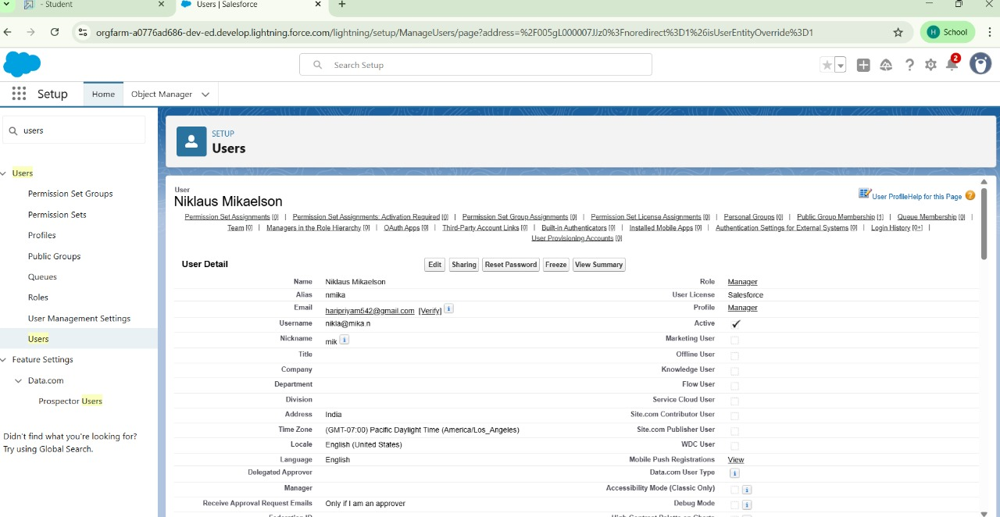 - Student
Users | Salesforce
orgfarm-a0776ad686-dev-ed.develop.lightning.force.com/lightning/setup/ManageUsers/page?address=%2F005gL000007JJz0%3Fnoredirect%3D1%26isUserEntityOverride%3D1
H School
Search Setup
2
Setup Home Object Manager
users
SETUP
Users
Users
Permission Set Groups
Permission Sets
Profiles
Public Groups
Queues
Roles
User Management Settings
Users
Feature Settings
Data.com
Prospector Users
Didn't find what you're looking for?
Try using Global Search.
User
Niklaus Mikaelson
User Profile Help for this Page
Permission Set Assignments [0] | Permission Set Assignments: Activation Required [0] | Permission Set Group Assignments [0] | Permission Set License Assignments [0] | Personal Groups [0] | Public Group Membership [1] | Queue Membership [0] |
Team [0] | Managers in the Role Hierarchy [0] | OAuth Apps [0] | Third-Party Account Links [0] | Built-in Authenticators [0] | Installed Mobile Apps [0] | Authentication Settings for External Systems [0] | Login History [0+] |
User Provisioning Accounts [0]
User Detail Edit Sharing Reset Password Freeze View Summary
Name Niklaus Mikaelson Role Manager
Alias nmika User License Salesforce
Email haripriyam542@gmail.com [Verify] i Profile Manager
Username nikla@mika.n Active
Nickname mik i Marketing User
Title Offline User
Company Knowledge User
Department Flow User
Division Service Cloud User
Address India Site.com Contributor User
Time Zone (GMT-07:00) Pacific Daylight Time (America/Los_Angeles) Site.com Publisher User
Locale English (United States) WDC User
Language English Mobile Push Registrations View
Delegated Approver Data.com User Type i
Manager Accessibility Mode (Classic Only) i
Receive Approval Request Emails Only if I am an approver Debug Mode i
Federation ID High-Contrast Palette on Charts